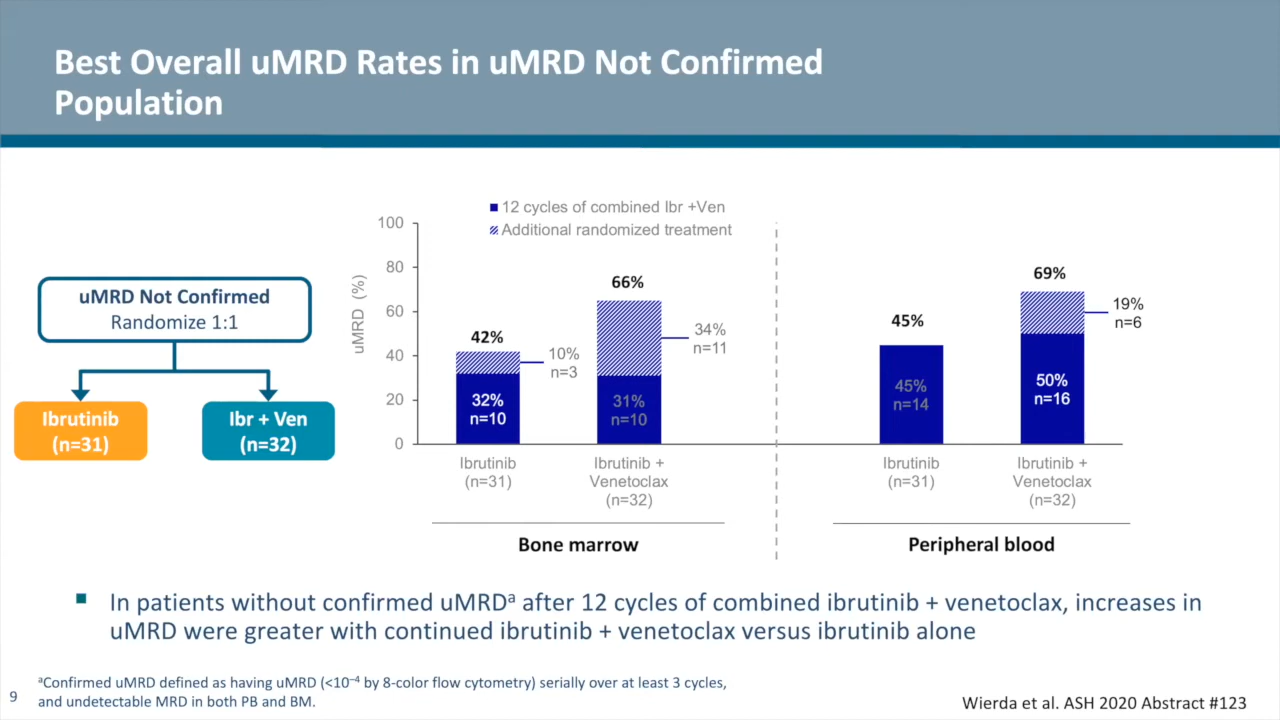 Best Overall uMRD Rates in uMRD Not Confirmed
Population
uMRD Not Confirmed
Randomize 1:1
Ibrutinib
(n=31)
Ibr + Ven
(n=32)
12 cycles of combined Ibr +Ven
Additional randomized treatment
uMRD (%)
100
80
60
40
20
0
42%
10%
n=3
32%
n=10
66%
34%
n=11
31%
n=10
45%
45%
n=14
69%
19%
n=6
50%
n=16
Ibrutinib
(n=31)
Ibrutinib +
Venetoclax
(n=32)
Ibrutinib
(n=31)
Ibrutinib +
Venetoclax
(n=32)
Bone marrow
Peripheral blood
▪ In patients without confirmed uMRDᵃ after 12 cycles of combined ibrutinib + venetoclax, increases in
uMRD were greater with continued ibrutinib + venetoclax versus ibrutinib alone
ᵃConfirmed uMRD defined as having uMRD (<10⁻⁴ by 8-color flow cytometry) serially over at least 3 cycles,
and undetectable MRD in both PB and BM.
9
Wierda et al. ASH 2020 Abstract #123